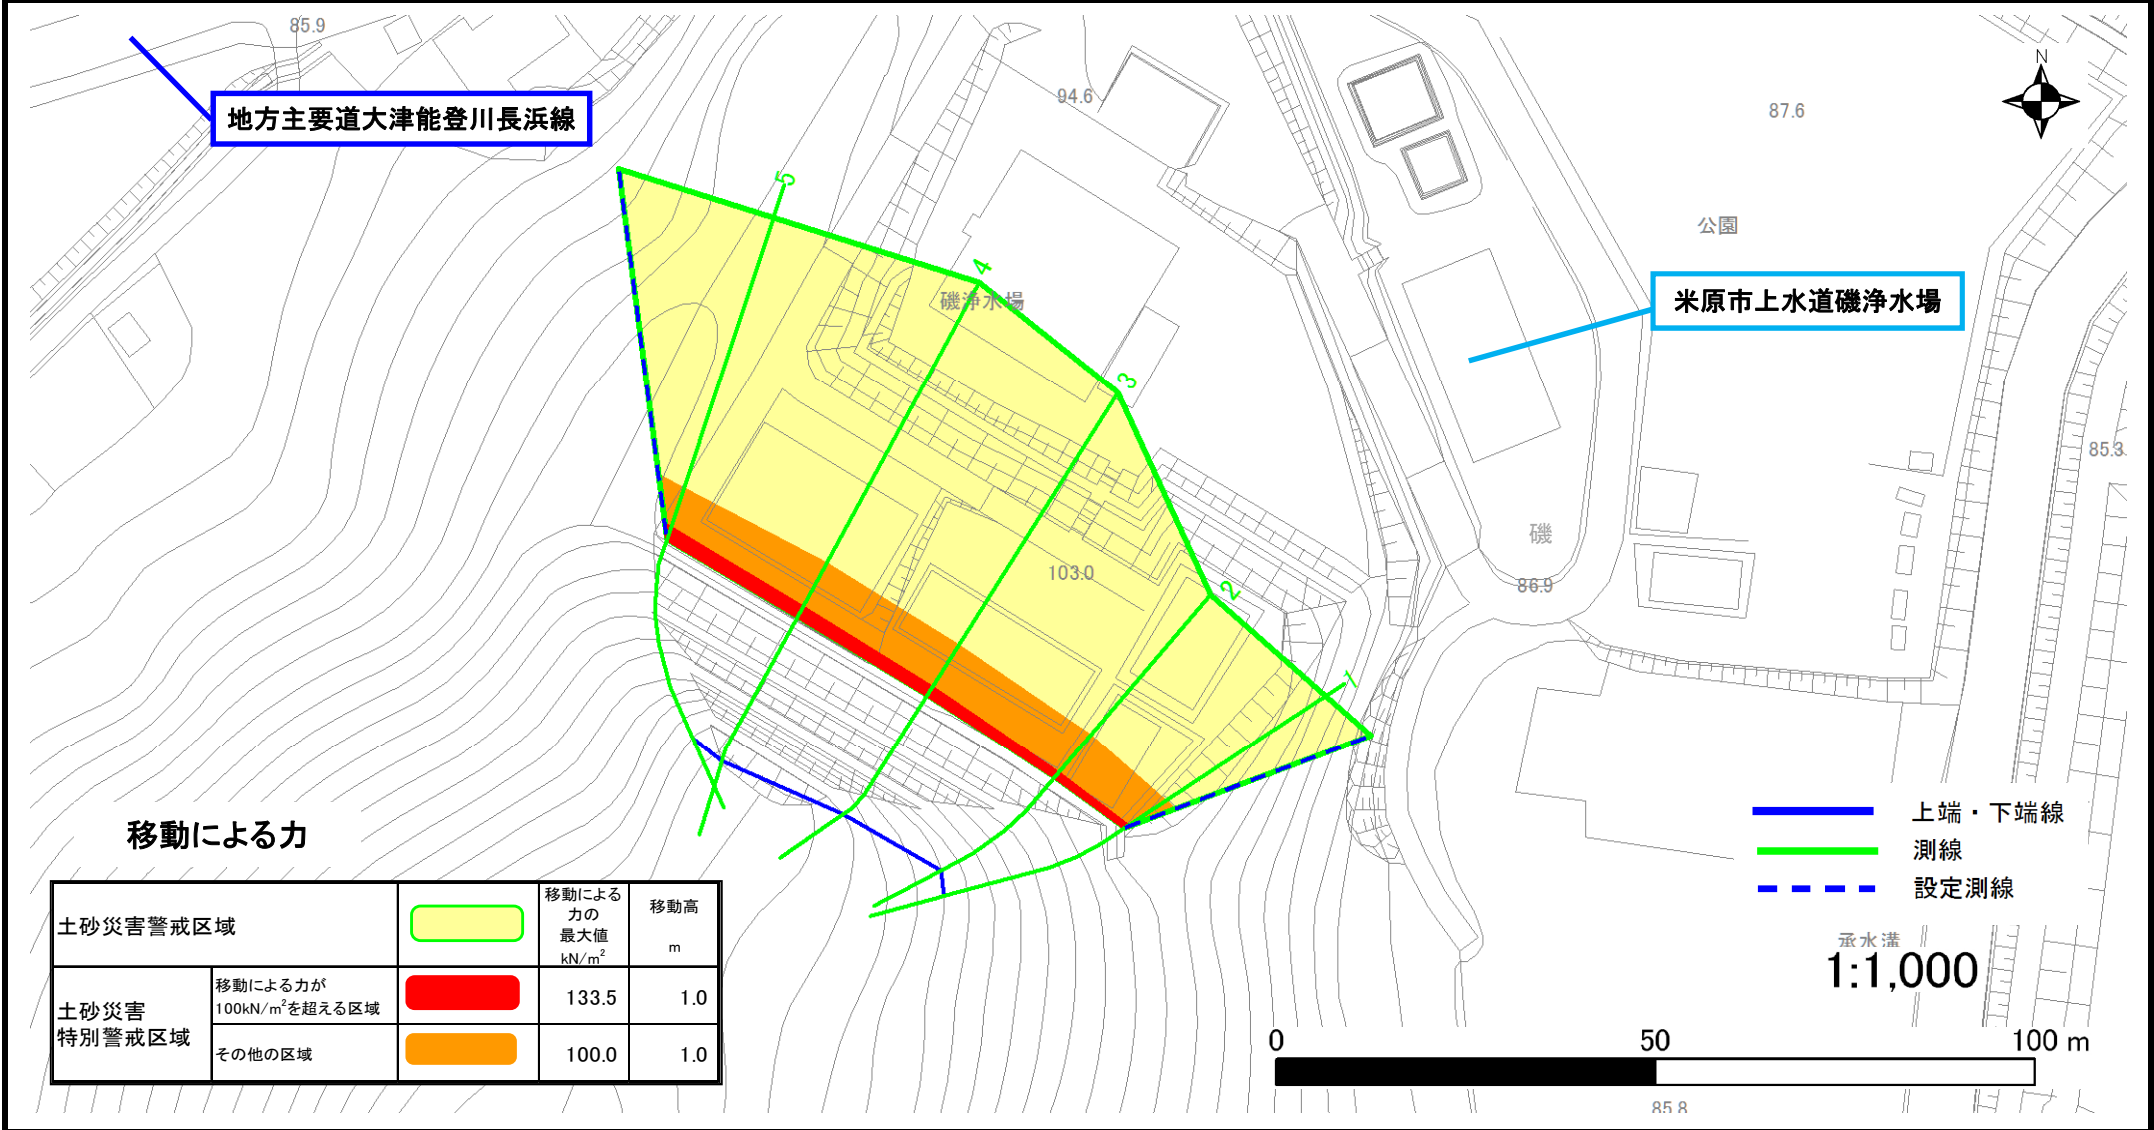 85.9
地方主要道大津能登川長浜線
94.6
N
87.6
公園
米原市上水道磯浄水場
磯浄水場
5
4
3
2
1
85.3
磯
86.9
103.0
移動による力
上端・下端線
測線
設定測線
承水溝
1:1,000
0 50 100 m
85.8
土砂災害警戒区域
移動による
力の
最大値
kN/m²
移動高
m
土砂災害
特別警戒区域
移動による力が
100kN/m²を超える区域
133.5 1.0
その他の区域
100.0 1.0